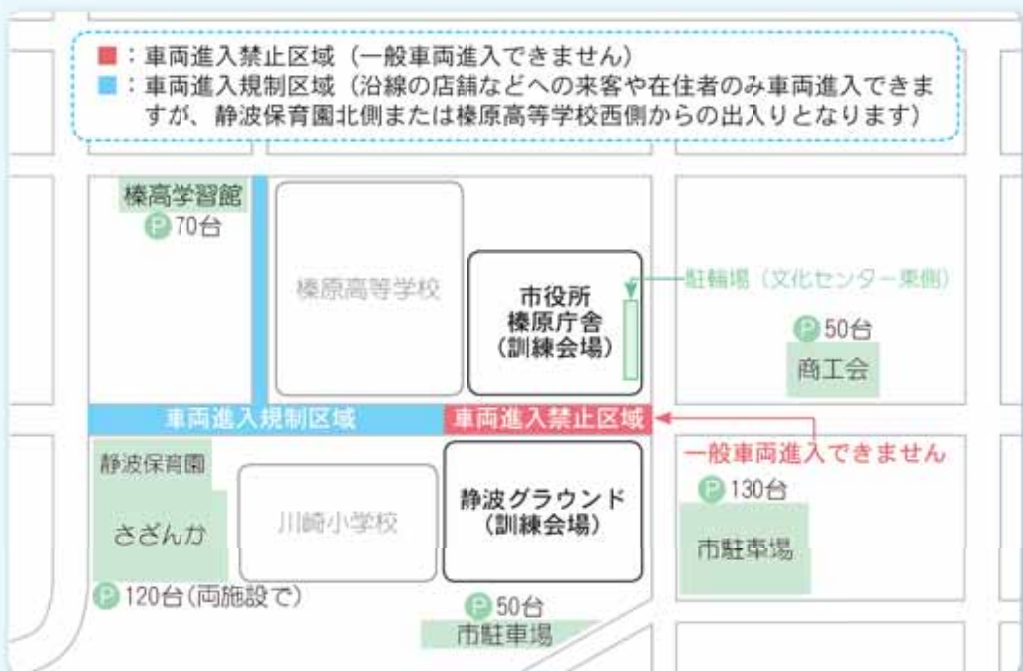 ■：車両進入禁止区域（一般車両進入できません）
■：車両進入規制区域（沿線の店舗などへの来客や在住者のみ車両進入できま
すが、静波保育園北側または榛原高等学校西側からの出入りとなります）
榛高学習館
P70台
榛原高等学校
市役所
榛原庁舎
（訓練会場）
駐輪場（文化センター東側）
P50台
商工会
車両進入規制区域
車両進入禁止区域
一般車両進入できません
静波保育園
さざんか
P120台(両施設で)
川崎小学校
静波グラウンド
（訓練会場）
P50台
市駐車場
P130台
市駐車場